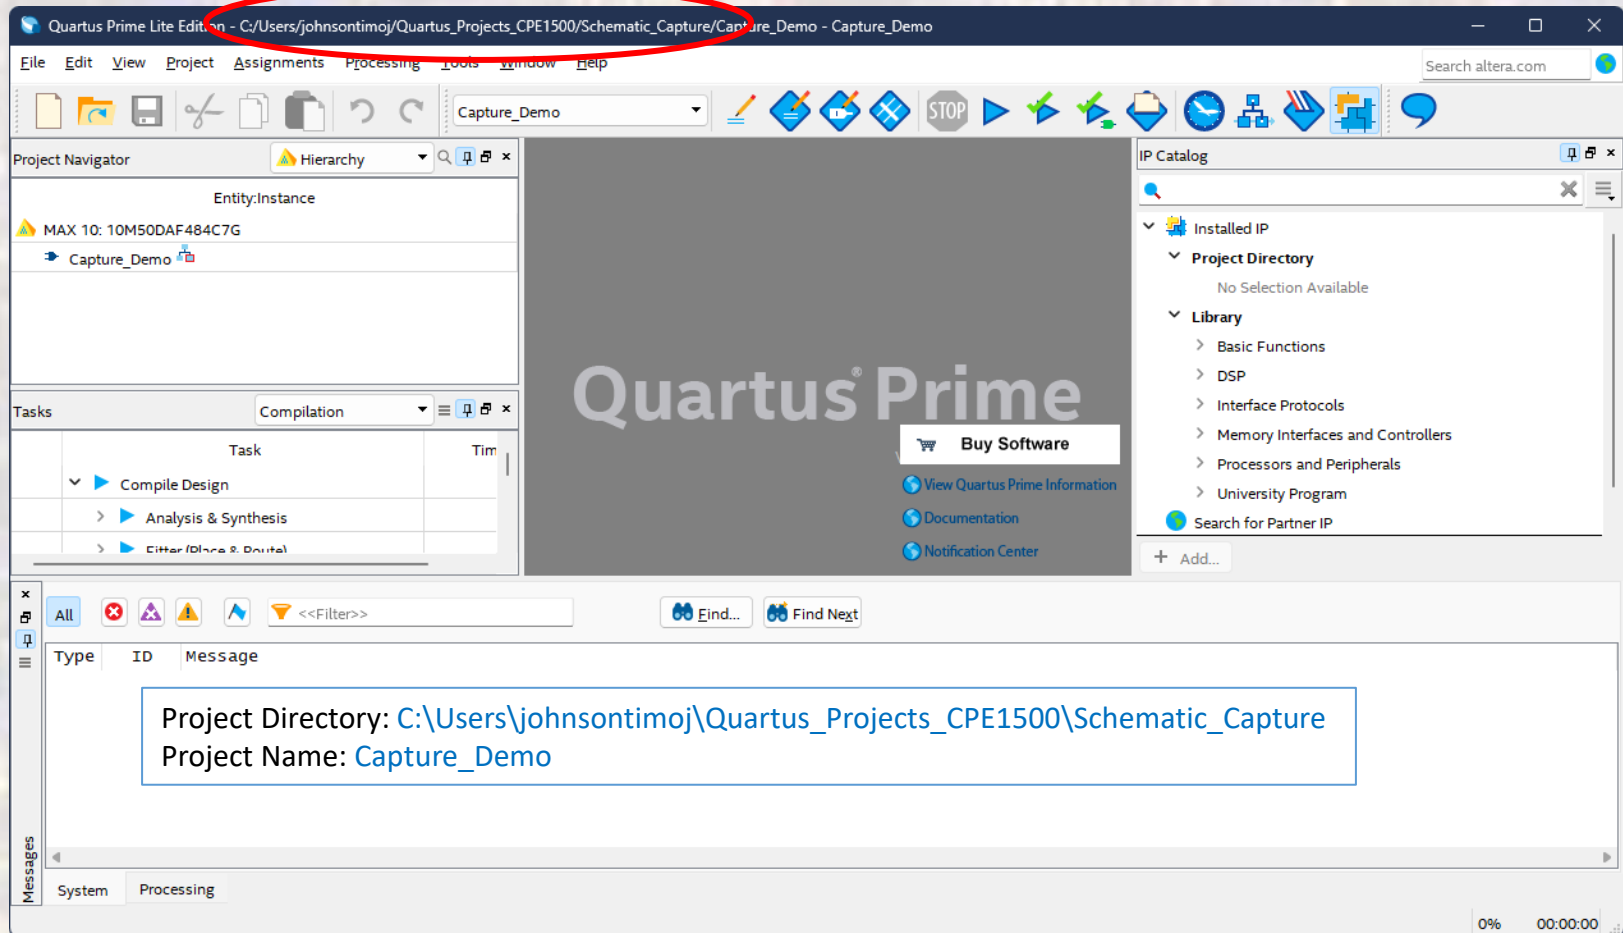 Quartus Prime Lite Edition - C:/Users/johnsontimoj/Quartus_Projects_CPE1500/Schematic_Capture/Capture_Demo - Capture_Demo
File Edit View Project Assignments Processing Tools Window Help
Search altera.com
Capture_Demo
STOP
Project Navigator
Hierarchy
Entity:Instance
MAX 10: 10M50DAF484C7G
Capture_Demo
Tasks
Compilation
Task
Tim
Compile Design
Analysis & Synthesis
Fitter (Place & Route)
Quartus® Prime
Buy Software
View Quartus Prime Information
Documentation
Notification Center
IP Catalog
Installed IP
Project Directory
No Selection Available
Library
Basic Functions
DSP
Interface Protocols
Memory Interfaces and Controllers
Processors and Peripherals
University Program
Search for Partner IP
+ Add...
All
<<Filter>>
Find...
Find Next
Type ID Message
Project Directory: C:\Users\johnsontimoj\Quartus_Projects_CPE1500\Schematic_Capture
Project Name: Capture_Demo
Messages
System Processing
0% 00:00:00